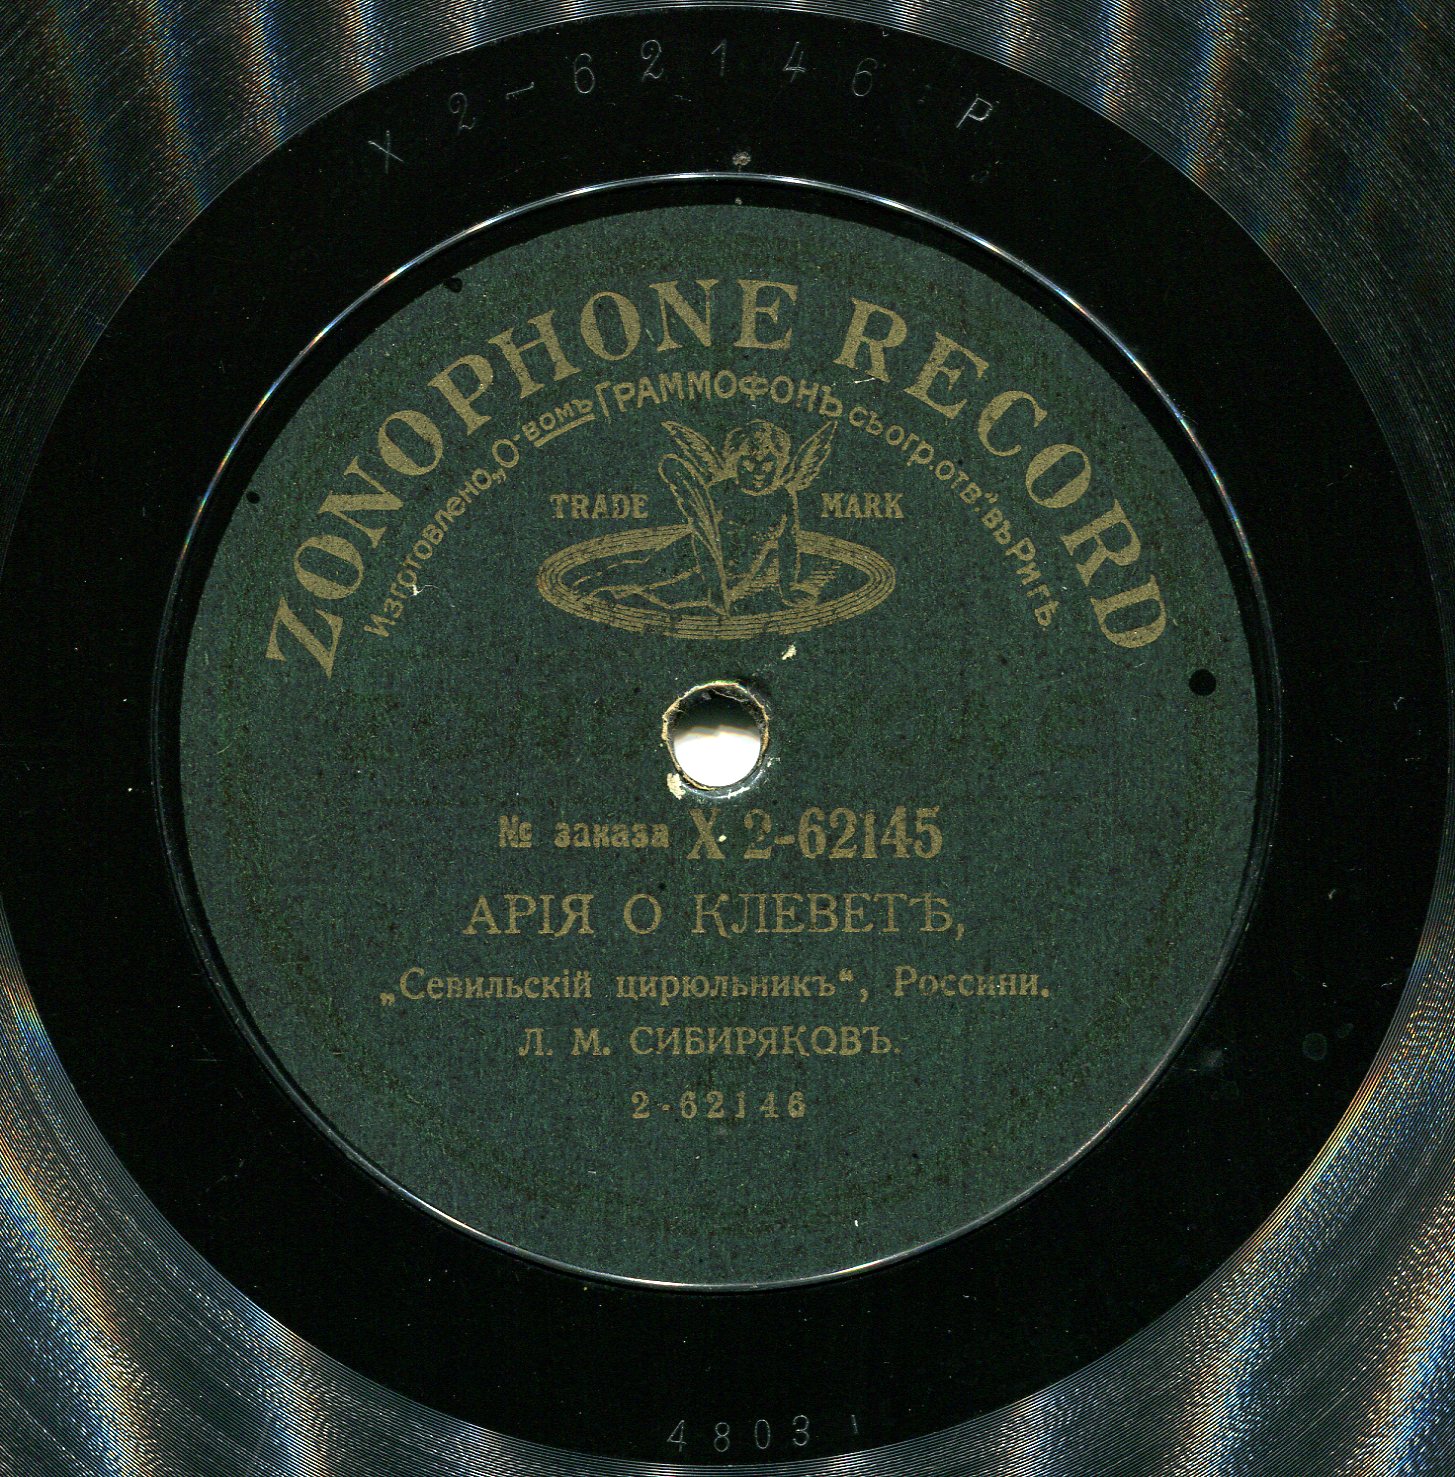 X 2-62146 P
ZONOPHONE RECORD
Изготовлено „О-вомъ Граммофонъ съ огр. отв.“ въ Ригѣ
TRADE MARK
№ заказа X 2-62145
АРІЯ О КЛЕВЕТѢ,
„Севильскій цирюльникъ“, Россини.
Л. М. СИБИРЯКОВЪ.
2-62146
4803